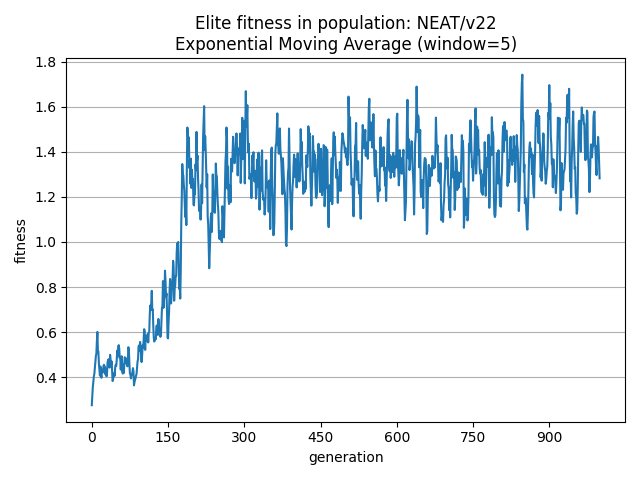 Elite fitness in population: NEAT/v22
Exponential Moving Average (window=5)
1.8
1.6
1.4
1.2
1.0
0.8
0.6
0.4
fitness
0 150 300 450 600 750 900
generation